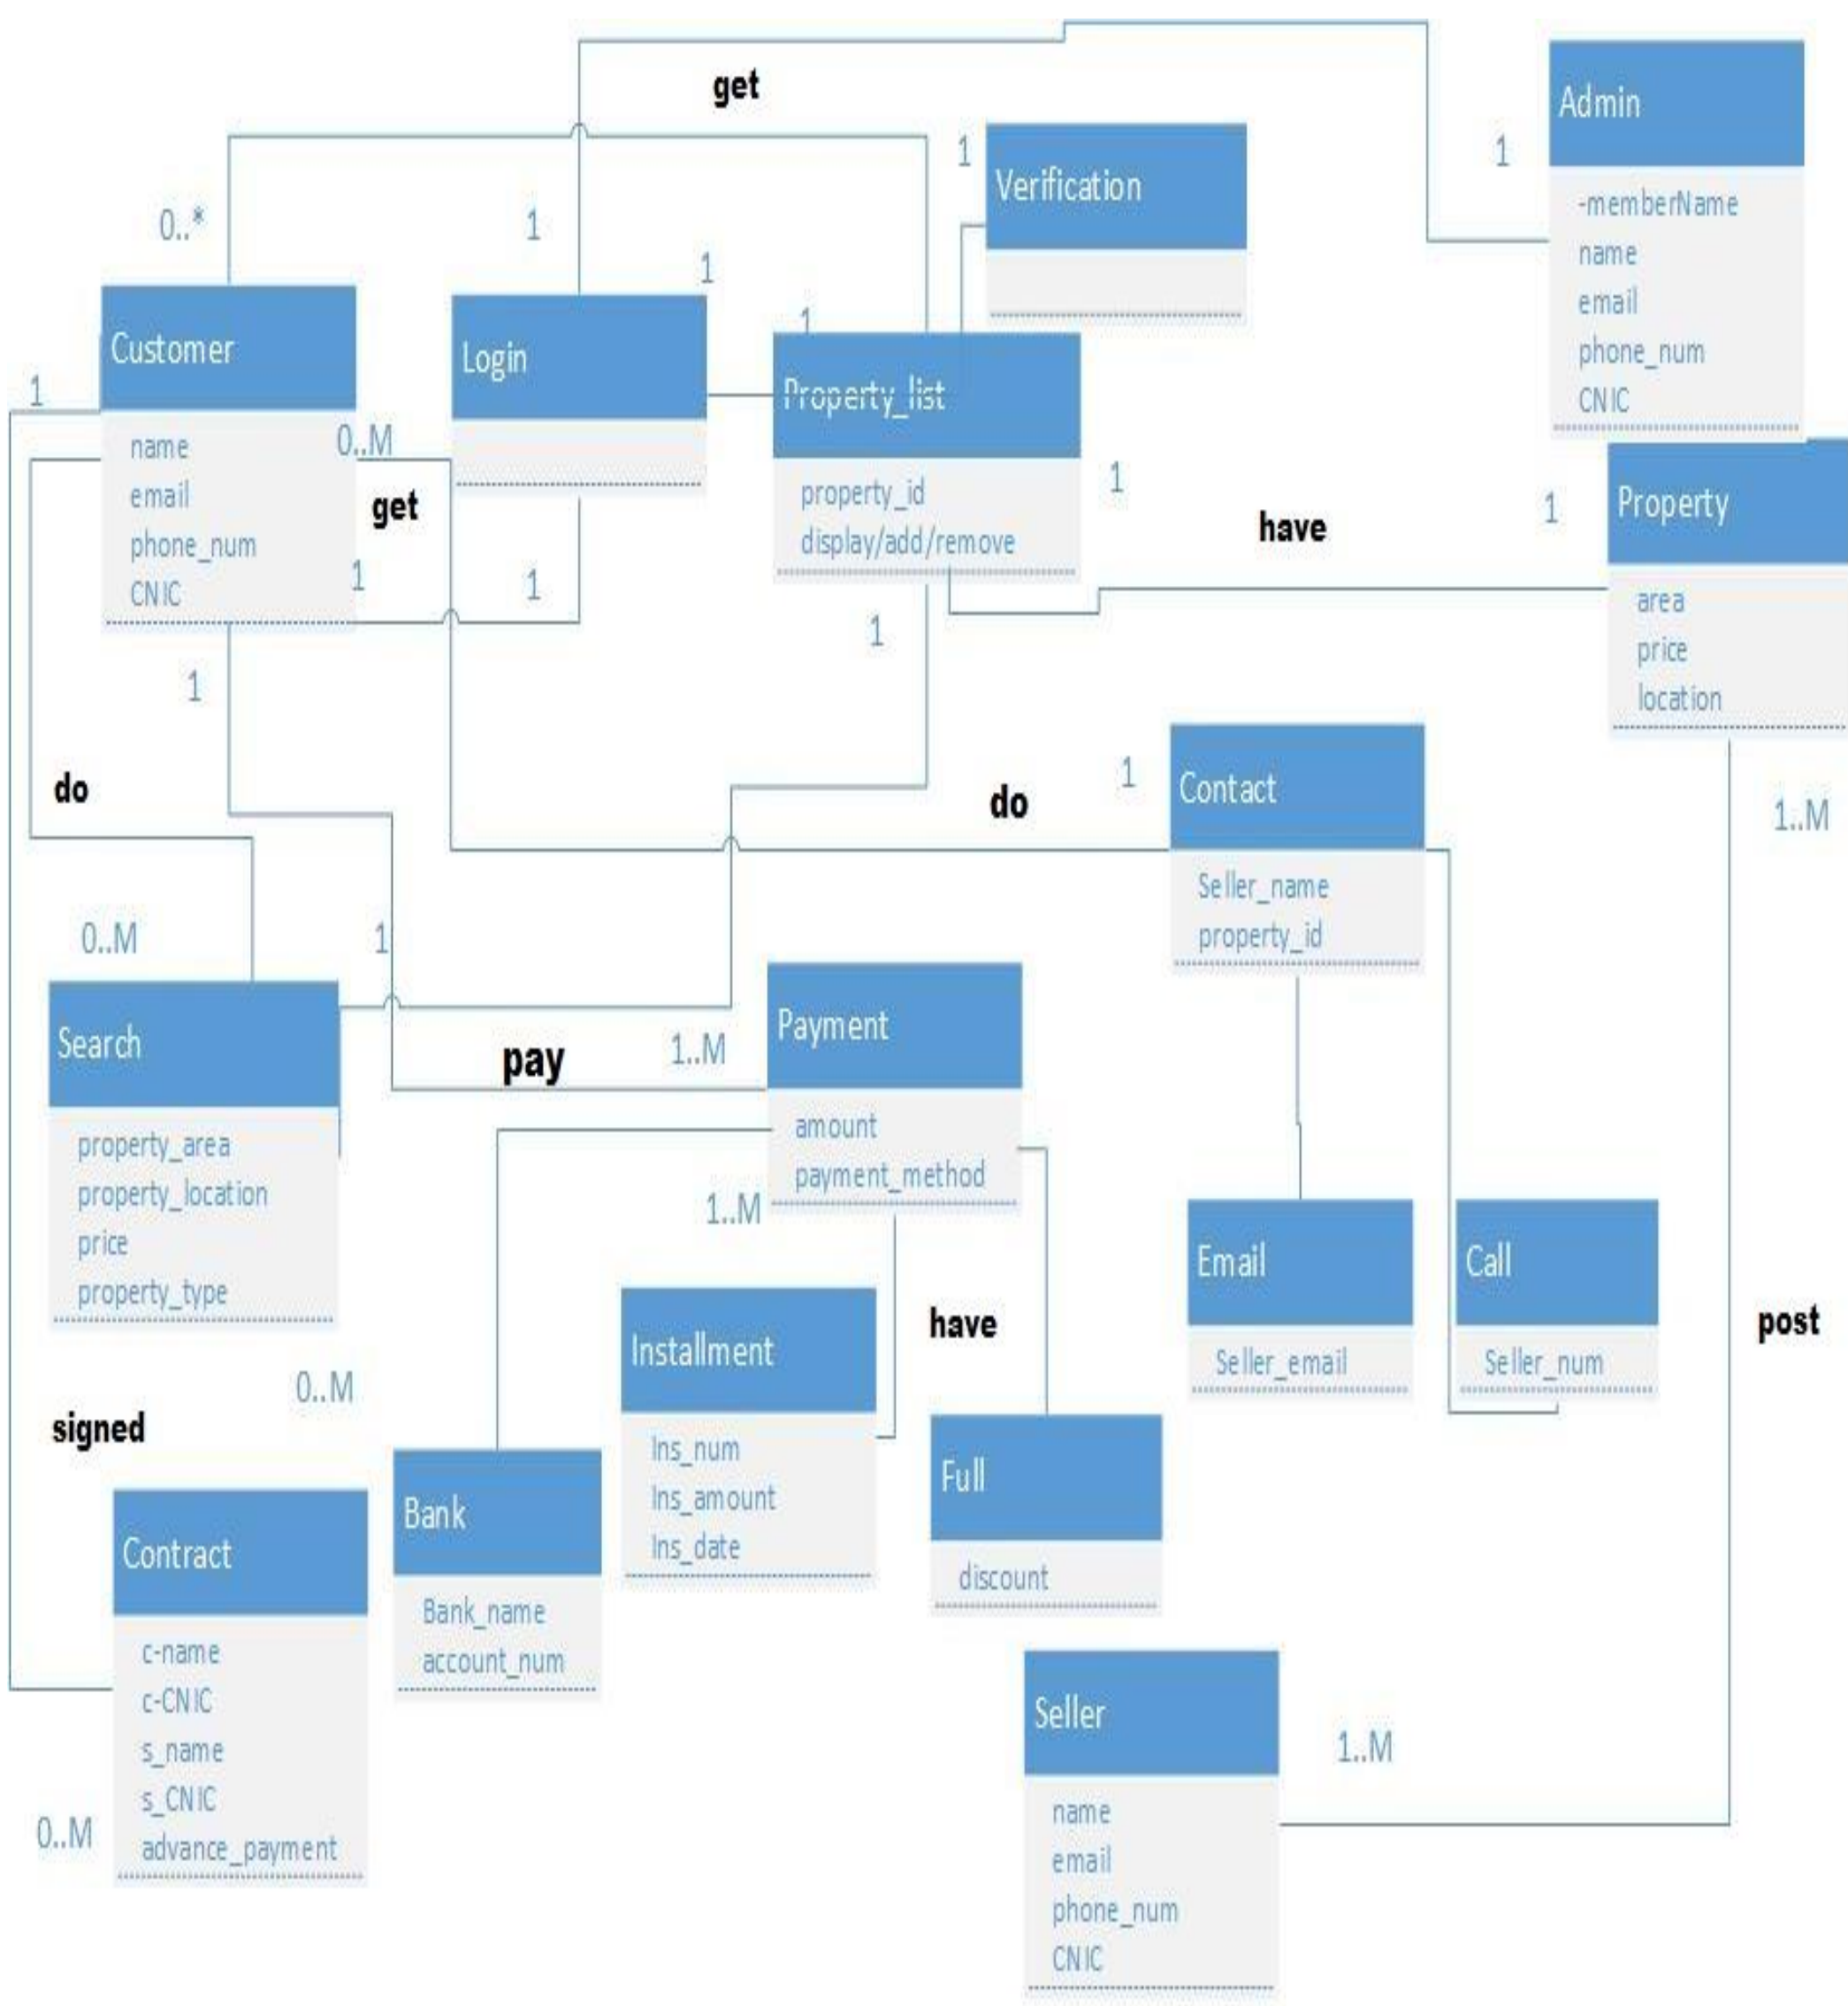 get
Admin
-memberName
name
email
phone_num
CNIC
1
1
Verification
0..*
1
1
1
Customer
name
email
phone_num
CNIC
1
0..M
get
1
1
Login
Property_list
property_id
display/add/remove
1
have
1
Property
area
price
location
1
1
do
do
1
Contact
Seller_name
property_id
1..M
0..M
1
Search
property_area
property_location
price
property_type
pay
1..M
Payment
amount
payment_method
1..M
Installment
Ins_num
Ins_amount
Ins_date
have
Full
discount
Email
Seller_email
Call
Seller_num
post
0..M
signed
Contract
c-name
c-CNIC
s_name
s_CNIC
advance_payment
0..M
Bank
Bank_name
account_num
Seller
name
email
phone_num
CNIC
1..M